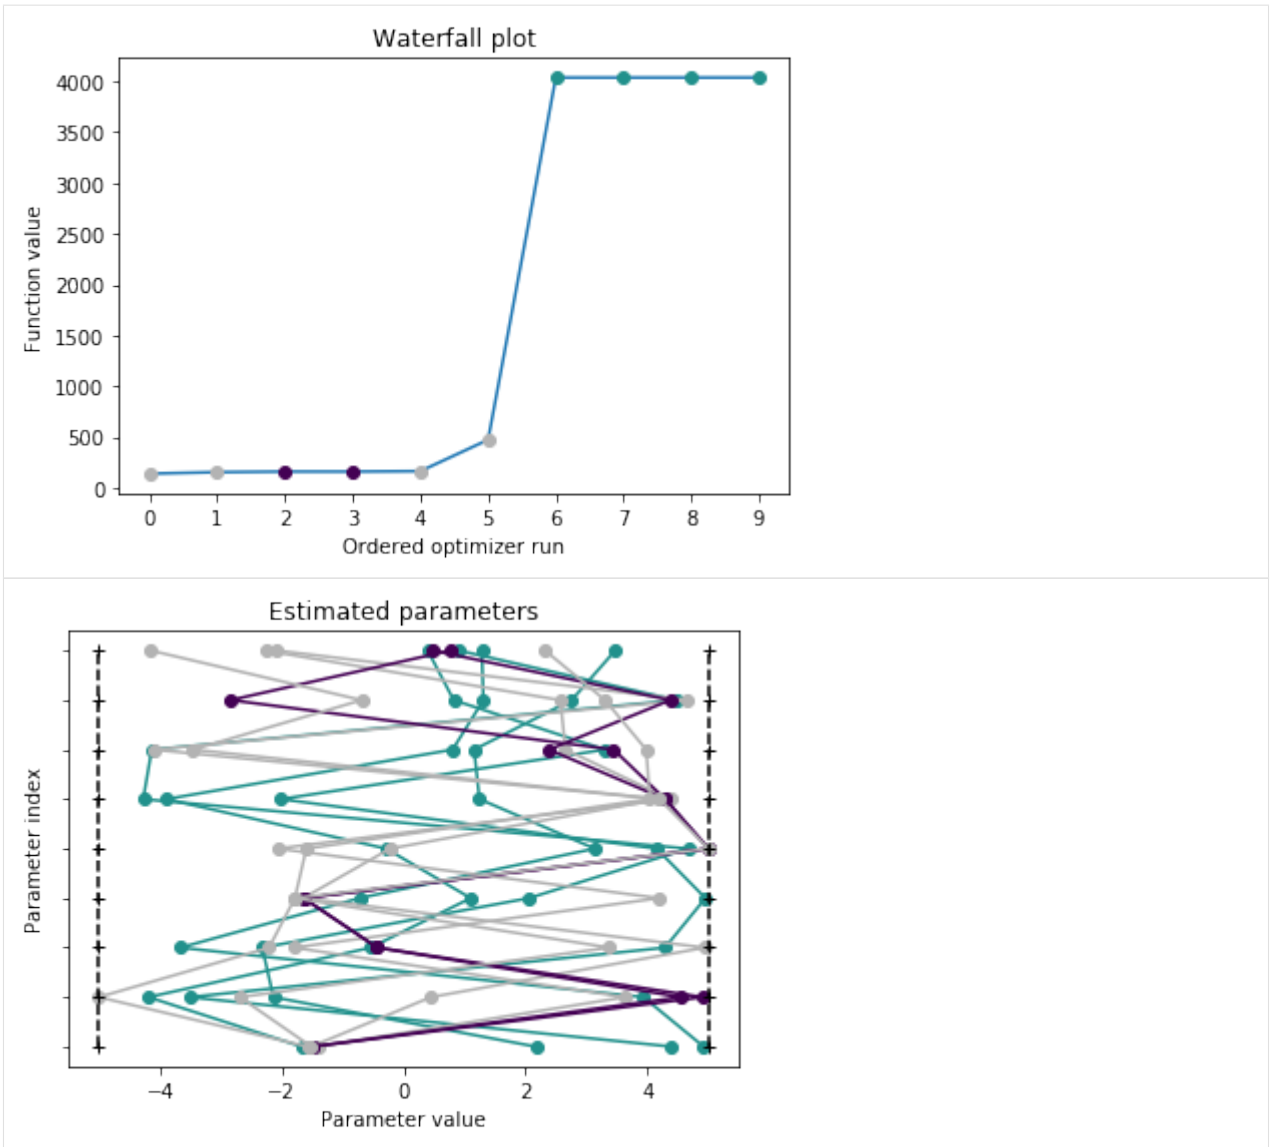 Waterfall plot
4000
3500
3000
2500
2000
1500
1000
500
0
Function value
0 1 2 3 4 5 6 7 8 9
Ordered optimizer run
Estimated parameters
Parameter index
−4 −2 0 2 4
Parameter value